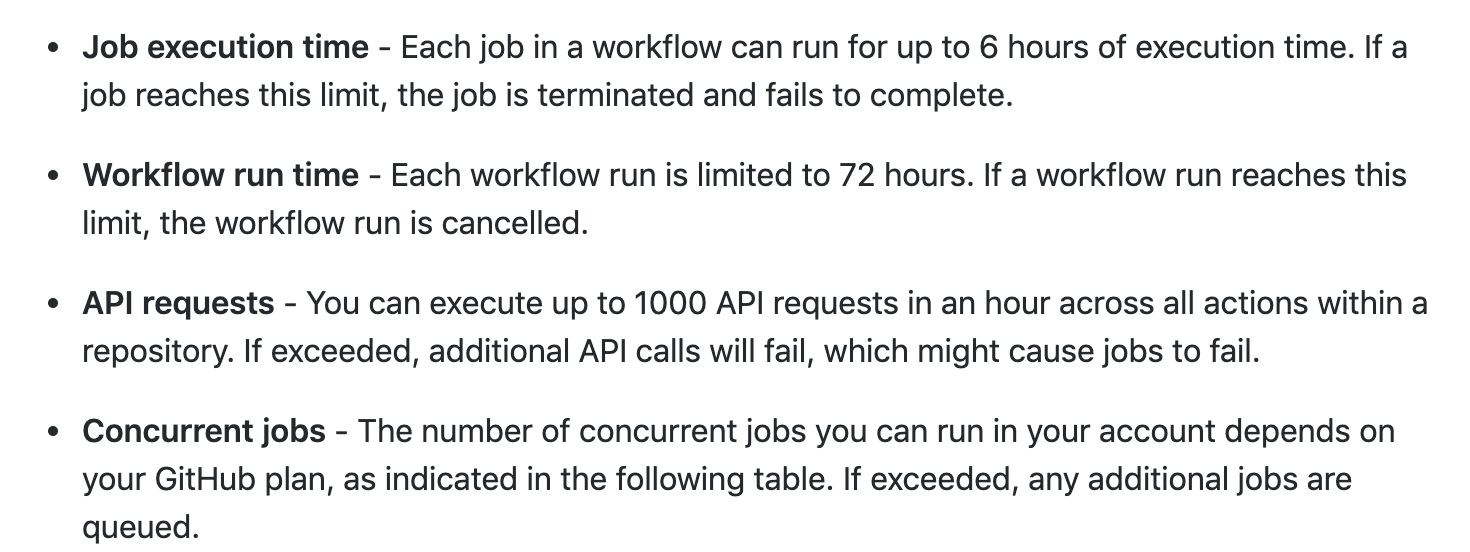 • Job execution time - Each job in a workflow can run for up to 6 hours of execution time. If a
job reaches this limit, the job is terminated and fails to complete.
• Workflow run time - Each workflow run is limited to 72 hours. If a workflow run reaches this
limit, the workflow run is cancelled.
• API requests - You can execute up to 1000 API requests in an hour across all actions within a
repository. If exceeded, additional API calls will fail, which might cause jobs to fail.
• Concurrent jobs - The number of concurrent jobs you can run in your account depends on
your GitHub plan, as indicated in the following table. If exceeded, any additional jobs are
queued.